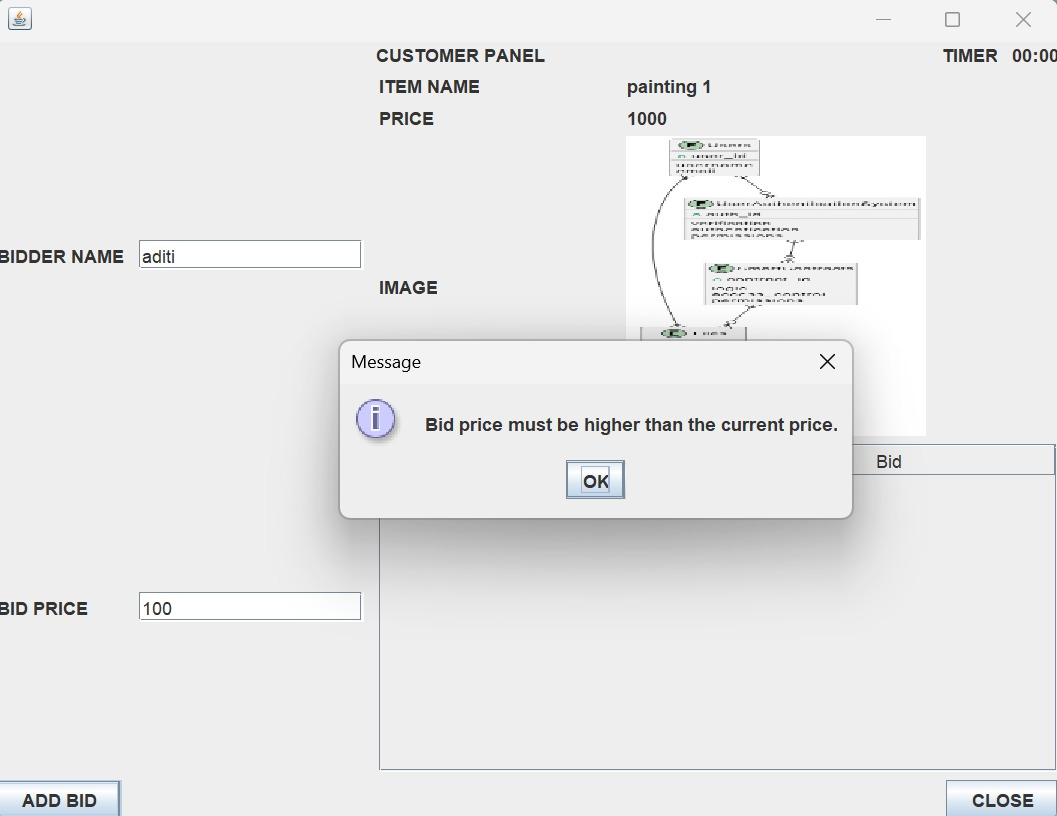 CUSTOMER PANEL
TIMER 00:00
ITEM NAME painting 1
PRICE 1000
BIDDER NAME aditi
IMAGE
Message
Bid price must be higher than the current price.
OK
Bid
BID PRICE 100
ADD BID
CLOSE